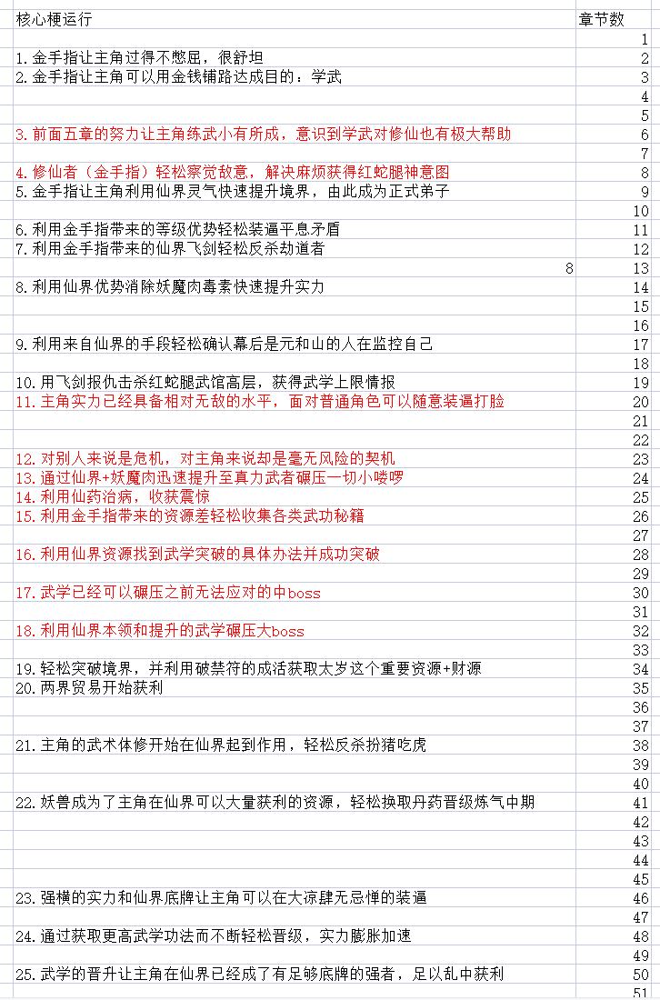 核心梗运行 章节数
1
1.金手指让主角过得不憋屈，很舒坦 2
2.金手指让主角可以用金钱铺路达成目的：学武 3
4
5
3.前面五章的努力让主角练武小有所成，意识到学武对修仙也有极大帮助 6
7
4.修仙者（金手指）轻松察觉敌意，解决麻烦获得红蛇腿神意图 8
5.金手指让主角利用仙界灵气快速提升境界，由此成为正式弟子 9
10
6.利用金手指带来的等级优势轻松装逼平息矛盾 11
7.利用金手指带来的仙界飞剑轻松反杀劫道者 12
8 13
8.利用仙界优势消除妖魔肉毒素快速提升实力 14
15
16
9.利用来自仙界的手段轻松确认幕后是元和山的人在监控自己 17
18
10.用飞剑报仇击杀红蛇腿武馆高层，获得武学上限情报 19
11.主角实力已经具备相对无敌的水平，面对普通角色可以随意装逼打脸 20
21
22
12.对别人来说是危机，对主角来说却是毫无风险的契机 23
13.通过仙界+妖魔肉迅速提升至真力武者碾压一切小喽啰 24
14.利用仙药治病，收获震惊 25
15.利用金手指带来的资源差轻松收集各类武功秘籍 26
27
16.利用仙界资源找到武学突破的具体办法并成功突破 28
29
17.武学已经可以碾压之前无法应对的中boss 30
31
18.利用仙界本领和提升的武学碾压大boss 32
33
19.轻松突破境界，并利用破禁符的成活获取太岁这个重要资源+财源 34
20.两界贸易开始获利 35
36
37
21.主角的武术体修开始在仙界起到作用，轻松反杀扮猪吃虎 38
39
40
22.妖兽成为了主角在仙界可以大量获利的资源，轻松换取丹药晋级炼气中期 41
42
43
44
45
23.强横的实力和仙界底牌让主角可以在大凉肆无忌惮的装逼 46
47
24.通过获取更高武学功法而不断轻松晋级，实力膨胀加速 48
49
25.武学的晋升让主角在仙界已经成了有足够底牌的强者，足以乱中获利 50
51